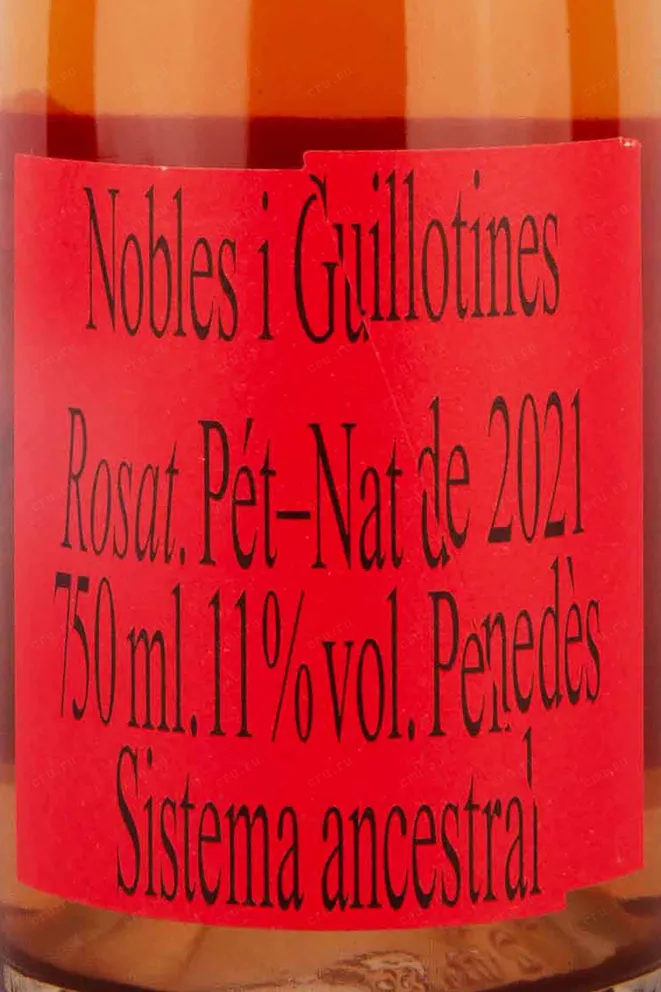 Nobles i Guillotines
Rosat. Pét–Nat de 2021
750 ml. 11% vol. Penedès
Sistema ancestral